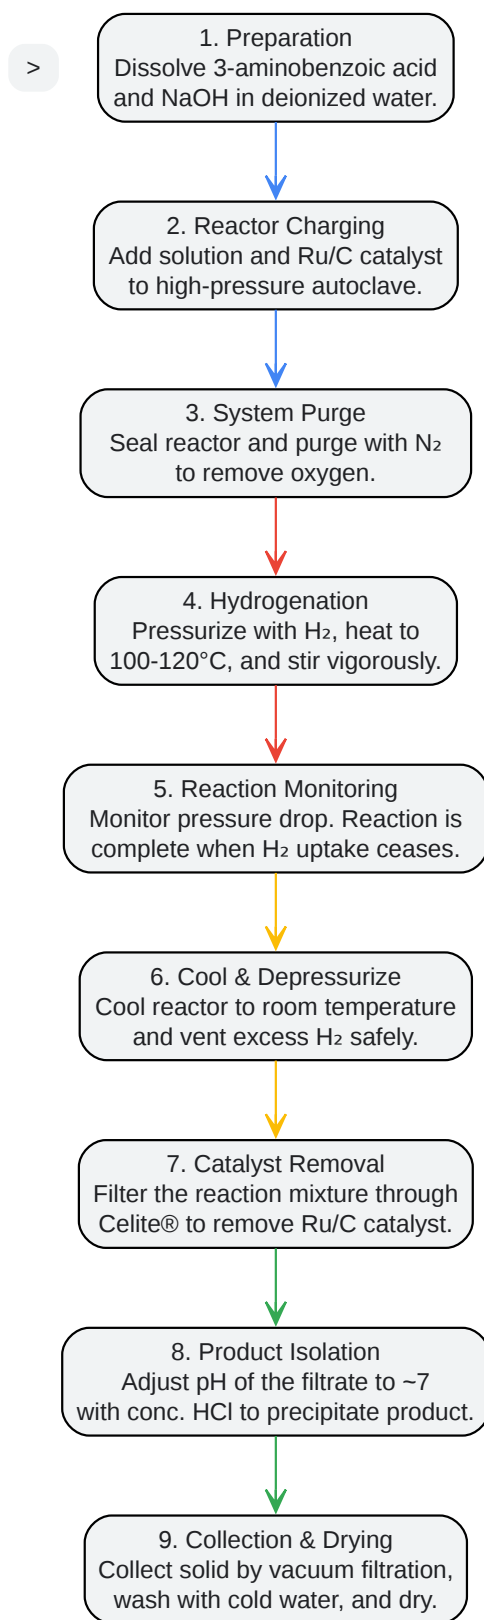 >
1. Preparation
Dissolve 3-aminobenzoic acid
and NaOH in deionized water.
2. Reactor Charging
Add solution and Ru/C catalyst
to high-pressure autoclave.
3. System Purge
Seal reactor and purge with N₂
to remove oxygen.
4. Hydrogenation
Pressurize with H₂, heat to
100-120°C, and stir vigorously.
5. Reaction Monitoring
Monitor pressure drop. Reaction is
complete when H₂ uptake ceases.
6. Cool & Depressurize
Cool reactor to room temperature
and vent excess H₂ safely.
7. Catalyst Removal
Filter the reaction mixture through
Celite® to remove Ru/C catalyst.
8. Product Isolation
Adjust pH of the filtrate to ~7
with conc. HCl to precipitate product.
9. Collection & Drying
Collect solid by vacuum filtration,
wash with cold water, and dry.